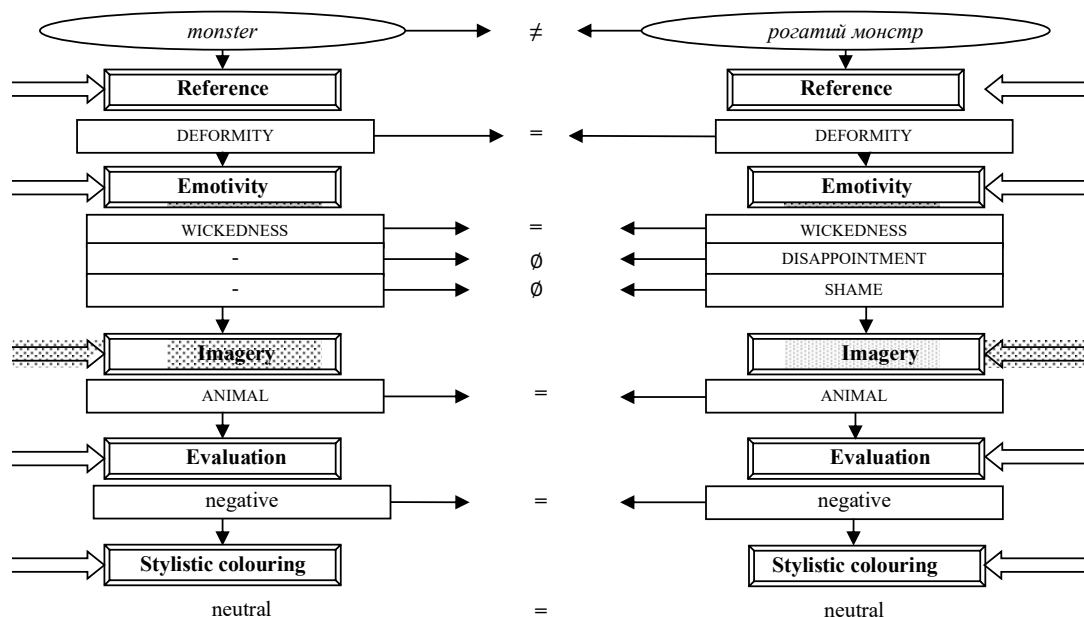 monster ≠ рогатий монстр
Reference Reference
DEFORMITY = DEFORMITY
Emotivity Emotivity
WICKEDNESS = WICKEDNESS
- Ø DISAPPOINTMENT
- Ø SHAME
Imagery Imagery
ANIMAL = ANIMAL
Evaluation Evaluation
negative = negative
Stylistic colouring Stylistic colouring
neutral = neutral